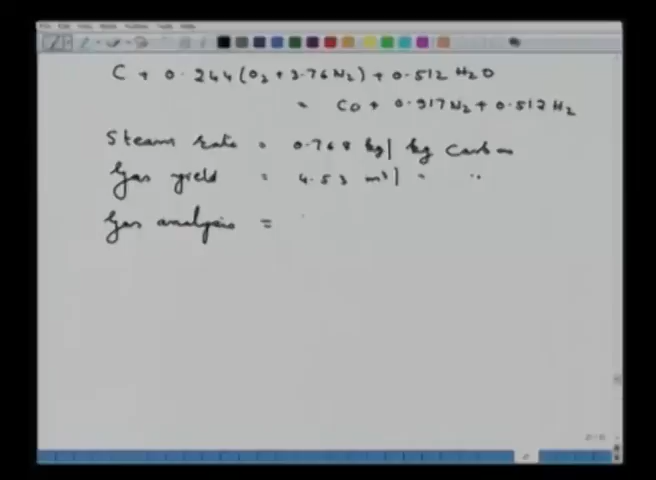 C + 0.244(O₂ + 3.76 N₂) + 0.512 H₂O
= CO + 0.917 N₂ + 0.512 H₂
Steam rate = 0.768 kg/ kg Carbon
Gas yield = 4.53 m³/ " "
Gas analysis =